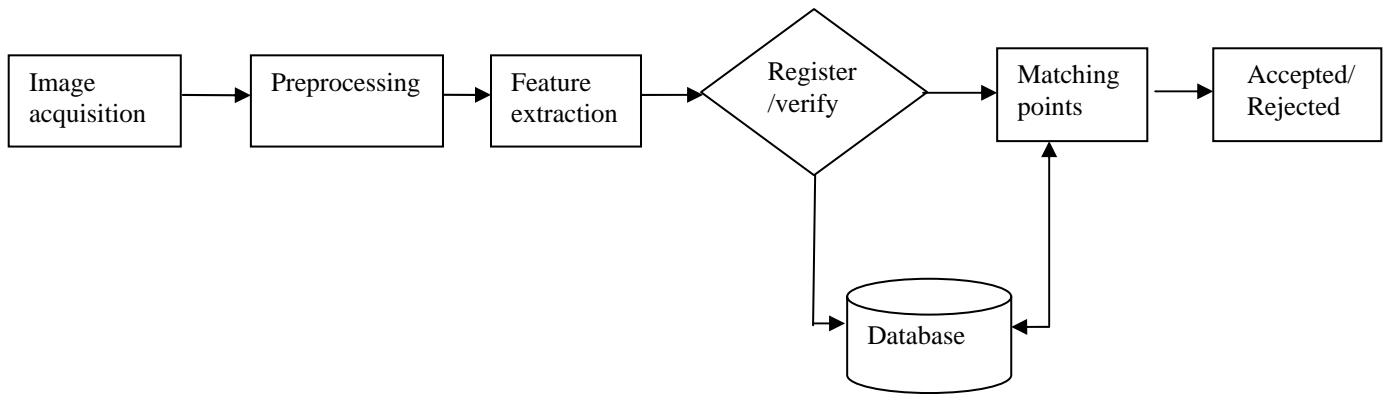 Image
acquisition
Preprocessing
Feature
extraction
Register
/verify
Matching
points
Accepted/
Rejected
Database